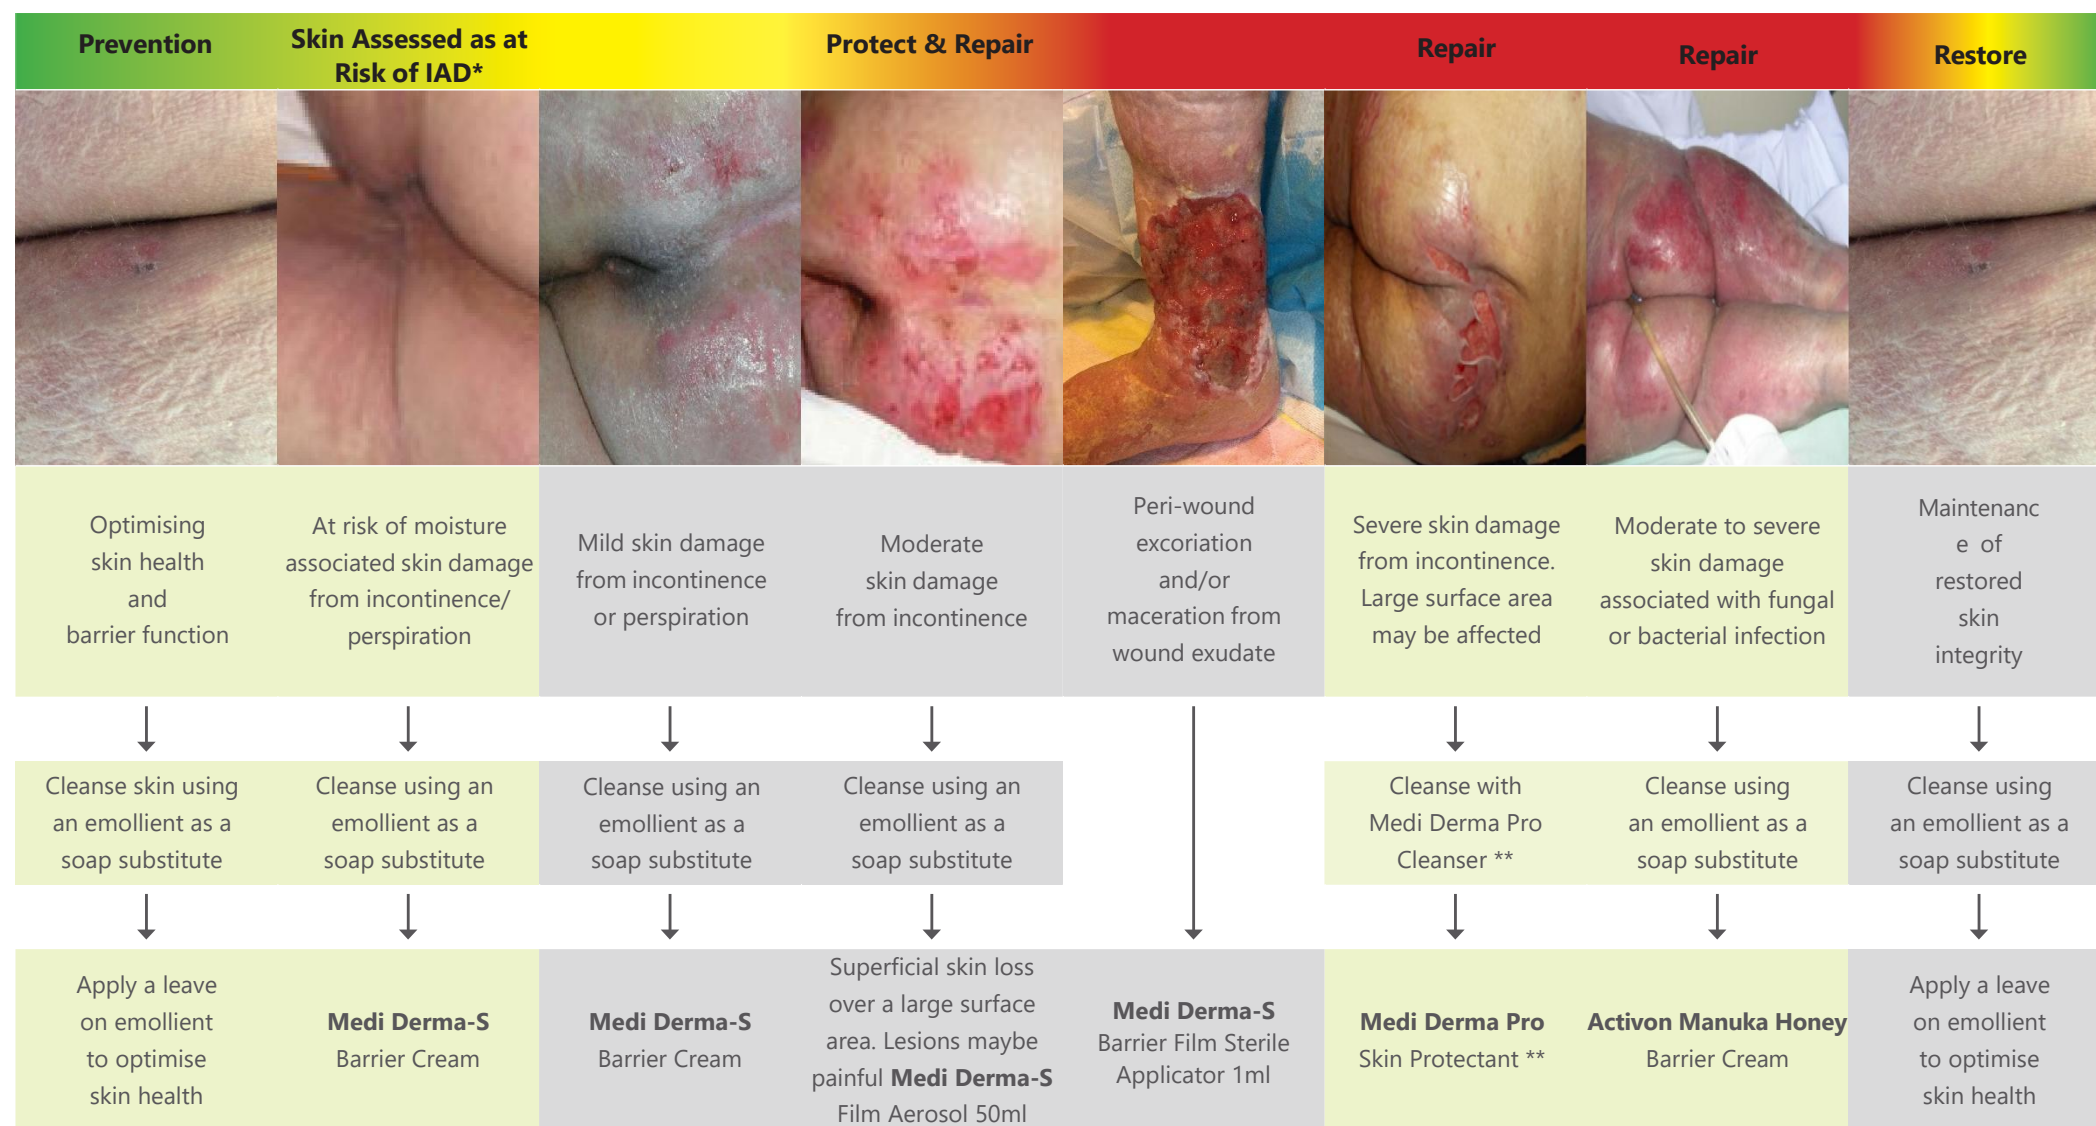 Prevention
Skin Assessed as at
Risk of IAD*
Protect & Repair
Repair
Repair
Restore
Optimising
skin health
and
barrier function
At risk of moisture
associated skin damage
from incontinence/
perspiration
Mild skin damage
from incontinence
or perspiration
Moderate
skin damage
from incontinence
Peri-wound
excoriation
and/or
maceration from
wound exudate
Severe skin damage
from incontinence.
Large surface area
may be affected
Moderate to severe
skin damage
associated with fungal
or bacterial infection
Maintenanc
e of
restored
skin
integrity
Cleanse skin using
an emollient as a
soap substitute
Cleanse using an
emollient as a
soap substitute
Cleanse using an
emollient as a
soap substitute
Cleanse using an
emollient as a
soap substitute
Cleanse with
Medi Derma Pro
Cleanser **
Cleanse using
an emollient as a
soap substitute
Cleanse using
an emollient as a
soap substitute
Apply a leave
on emollient
to optimise
skin health
Medi Derma-S
Barrier Cream
Medi Derma-S
Barrier Cream
Superficial skin loss
over a large surface
area. Lesions maybe
painful Medi Derma-S
Film Aerosol 50ml
Medi Derma-S
Barrier Film Sterile
Applicator 1ml
Medi Derma Pro
Skin Protectant **
Activon Manuka Honey
Barrier Cream
Apply a leave
on emollient
to optimise
skin health